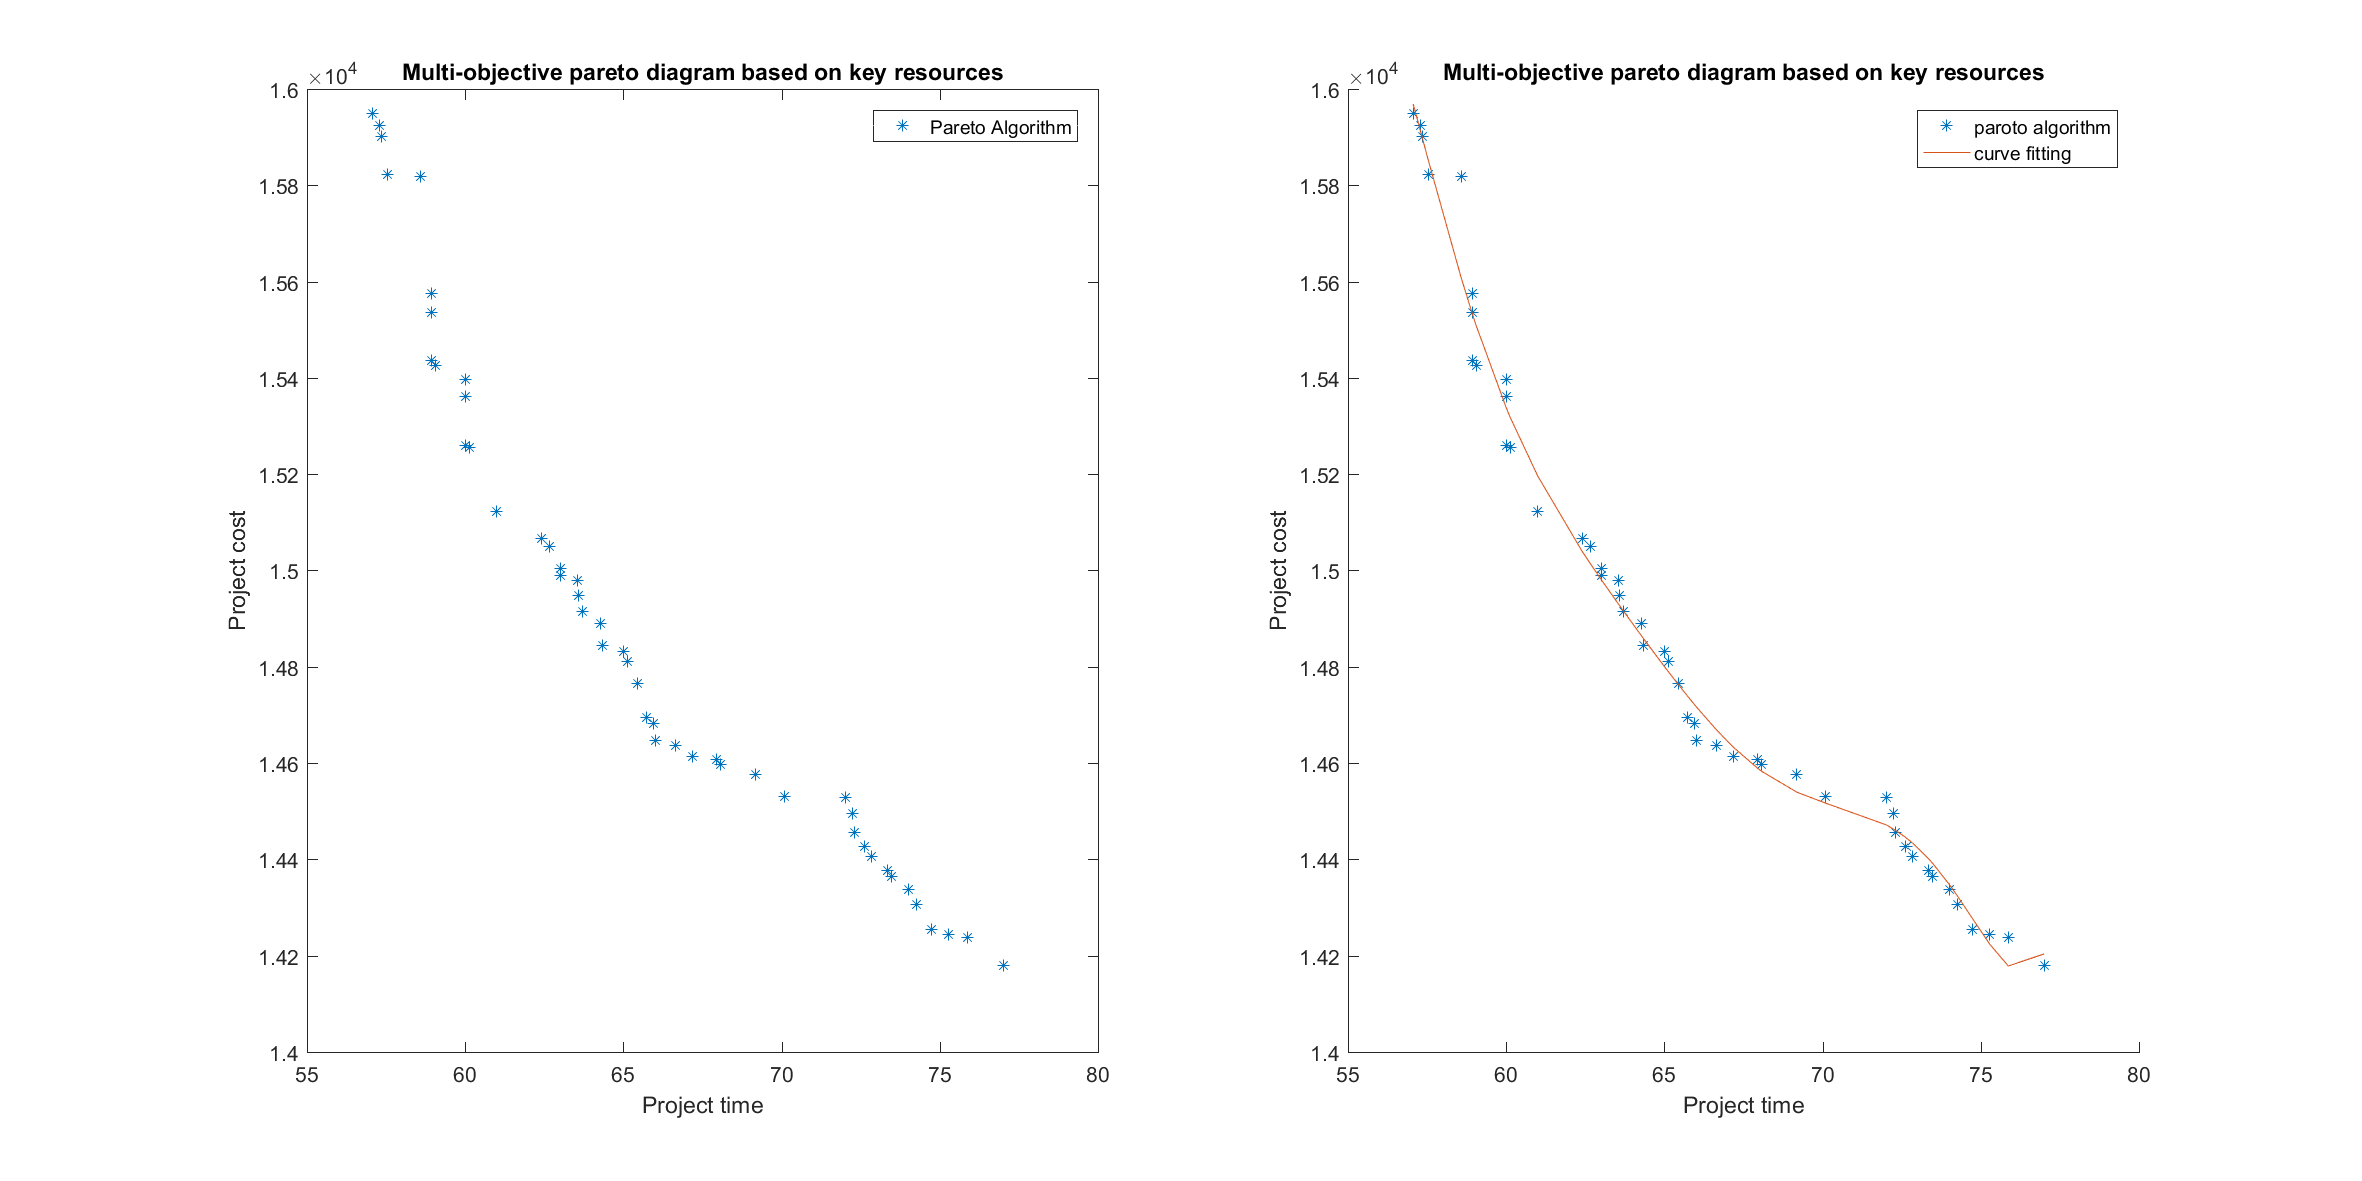 Multi-objective pareto diagram based on key resources
×10^4
1.6
1.58
1.56
1.54
1.52
1.5
1.48
1.46
1.44
1.42
1.4
55 60 65 70 75 80
Project time
Project cost
Pareto Algorithm
Multi-objective pareto diagram based on key resources
×10^4
1.6
1.58
1.56
1.54
1.52
1.5
1.48
1.46
1.44
1.42
1.4
55 60 65 70 75 80
Project time
Project cost
paroto algorithm
curve fitting